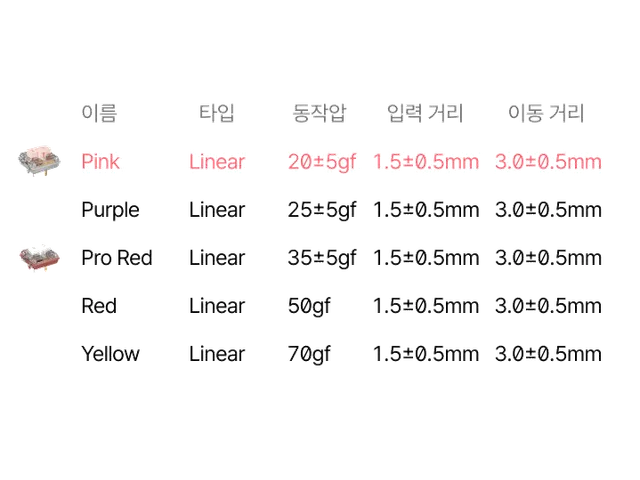 이름 타입 동작압 입력 거리 이동 거리
Pink Linear 20±5gf 1.5±0.5mm 3.0±0.5mm
Purple Linear 25±5gf 1.5±0.5mm 3.0±0.5mm
Pro Red Linear 35±5gf 1.5±0.5mm 3.0±0.5mm
Red Linear 50gf 1.5±0.5mm 3.0±0.5mm
Yellow Linear 70gf 1.5±0.5mm 3.0±0.5mm